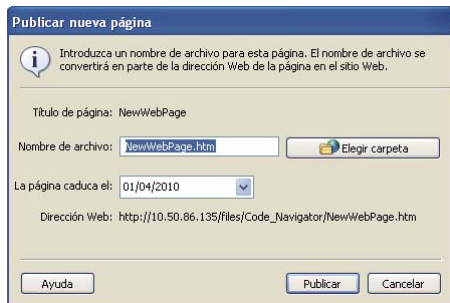 Publicar nueva página
Introduzca un nombre de archivo para esta página. El nombre de archivo se
convertirá en parte de la dirección Web de la página en el sitio Web.
Título de página: NewWebPage
Nombre de archivo: NewWebPage.htm Elegir carpeta
La página caduca el: 01/04/2010
Dirección Web: http://10.50.86.135/files/Code_Navigator/NewWebPage.htm
Ayuda Publicar Cancelar